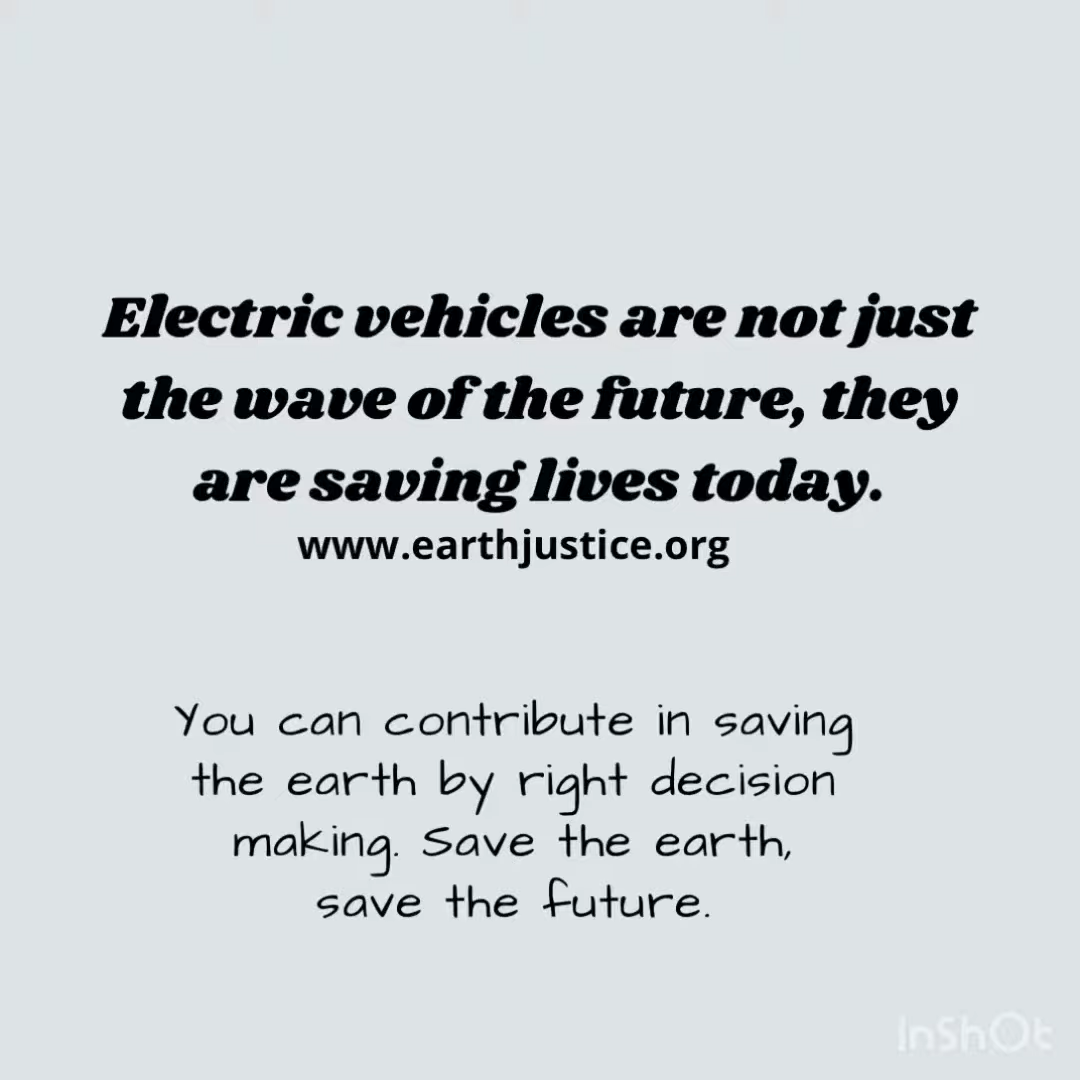 Electric vehicles are not just
the wave of the future, they
are saving lives today.
www.earthjustice.org
You can contribute in saving
the earth by right decision
making. Save the earth,
save the future.
InShOt